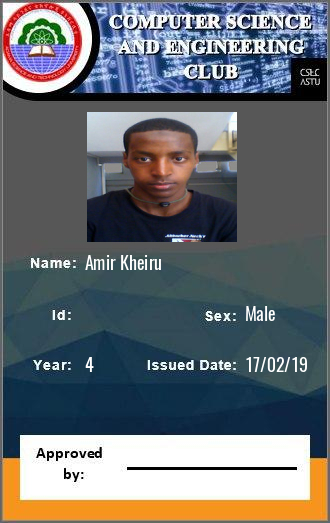 COMPUTER SCIENCE
AND ENGINEERING
CLUB
CSEC
ASTU
Name: Amir Kheiru
Id:
Sex: Male
Year: 4
Issued Date: 17/02/19
Approved
by: